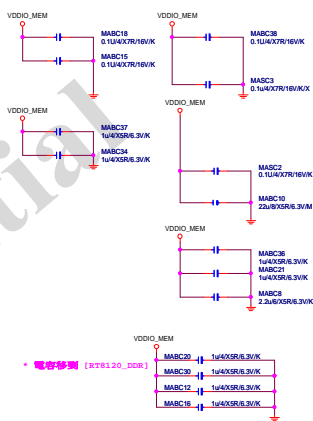 VDDIO_MEM
MABC18
0.1U/4/X7R/16V/K
MABC15
0.1U/4/X7R/16V/K
VDDIO_MEM
MABC38
0.1U/4/X7R/16V/K
MASC3
0.1u/4/X7R/16V/K/X
VDDIO_MEM
MABC37
1u/4/X5R/6.3V/K
MABC34
1u/4/X5R/6.3V/K
VDDIO_MEM
MASC2
0.1U/4/X7R/16V/K
MABC10
22u/8/X5R/6.3V/M
VDDIO_MEM
MABC36
1u/4/X5R/6.3V/K
MABC21
1u/4/X5R/6.3V/K
MABC8
2.2u/6/X5R/6.3V/K
VDDIO_MEM
* 電容移到 [RT8120_DDR]
MABC20 1u/4/X5R/6.3V/K
MABC30 1u/4/X5R/6.3V/K
MABC12 1u/4/X5R/6.3V/K
MABC16 1u/4/X5R/6.3V/K
tial